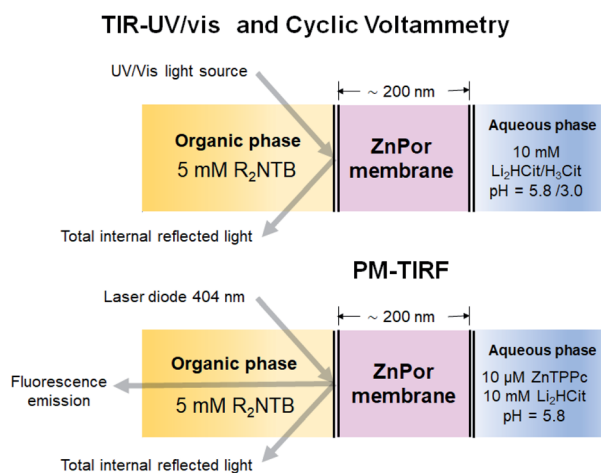 TIR-UV/vis and Cyclic Voltammetry
UV/Vis light source
~ 200 nm
Organic phase
5 mM R₂NTB
ZnPor
membrane
Aqueous phase
10 mM
Li₂HCit/H₃Cit
pH = 5.8 /3.0
Total internal reflected light
PM-TIRF
Laser diode 404 nm
~ 200 nm
Organic phase
5 mM R₂NTB
ZnPor
membrane
Aqueous phase
10 µM ZnTPPc
10 mM Li₂HCit
pH = 5.8
Fluorescence
emission
Total internal reflected light